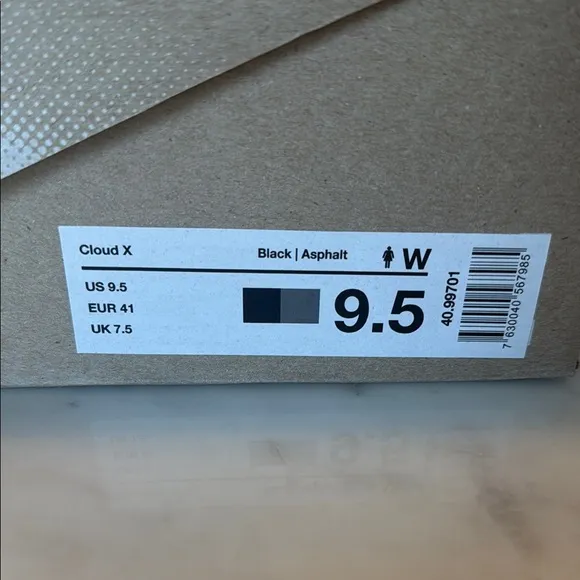 Cloud X
Black | Asphalt
W
US 9.5
EUR 41
UK 7.5
9.5
40.99701
7 630040 567985